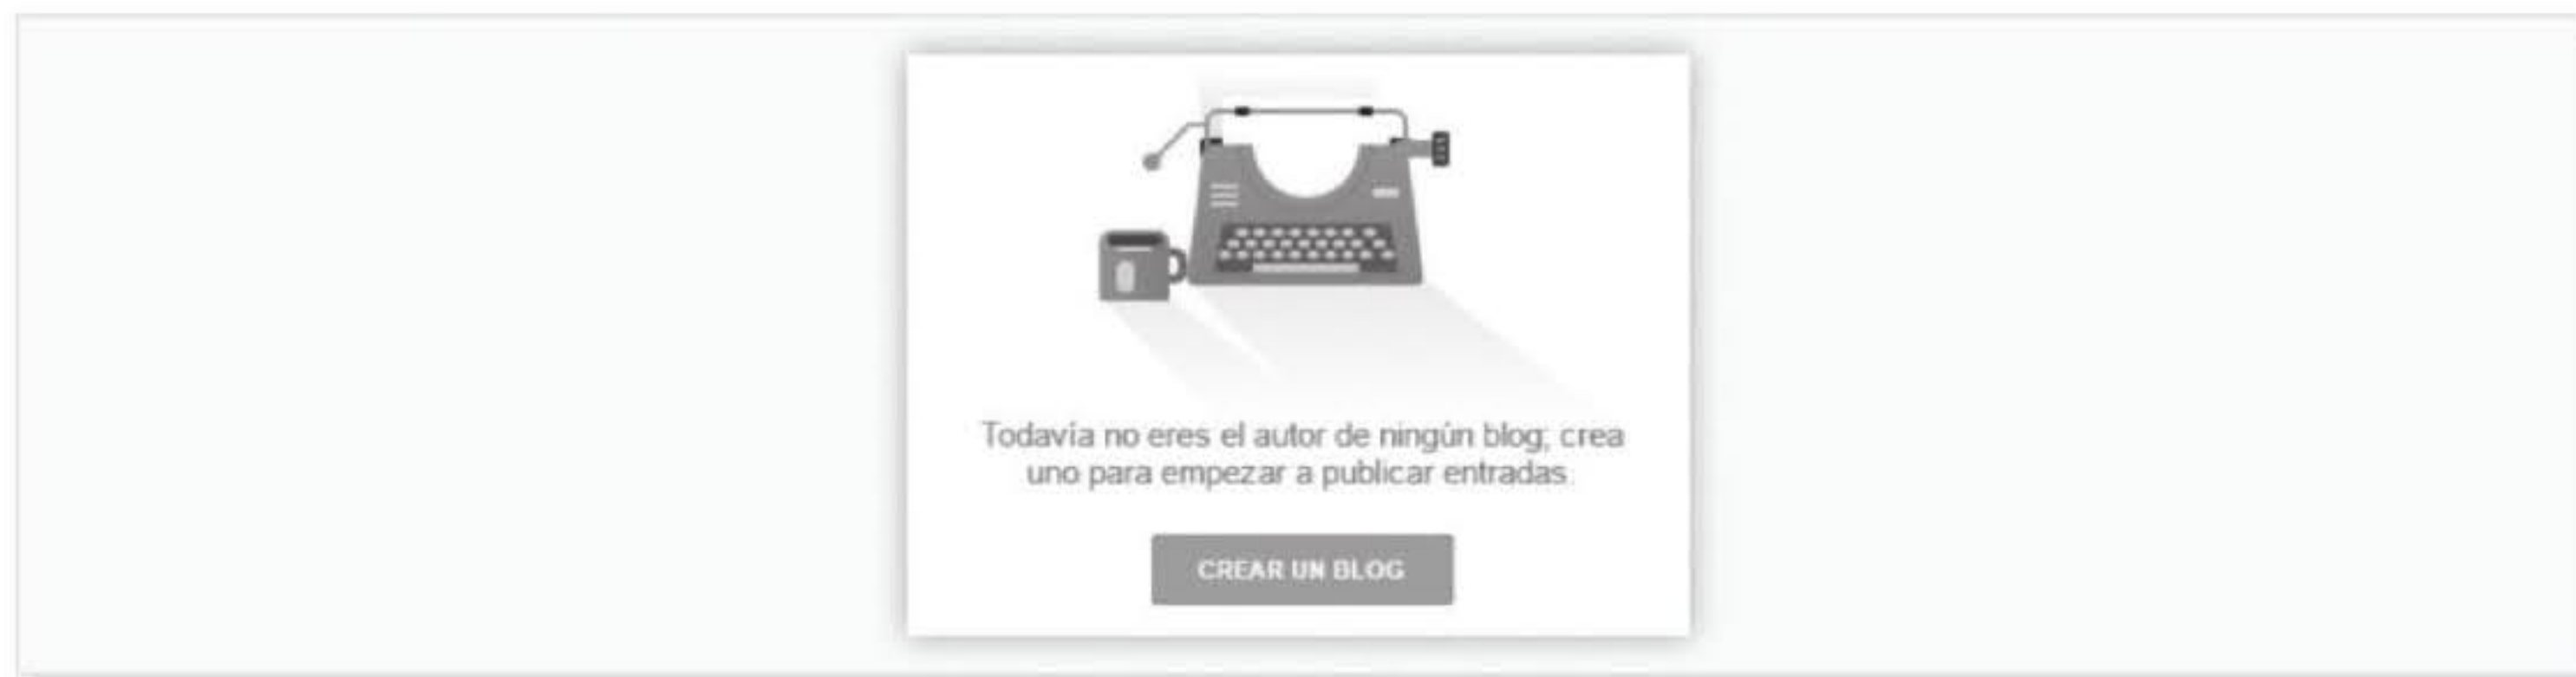 Todavía no eres el autor de ningún blog; crea
uno para empezar a publicar entradas.
CREAR UN BLOG